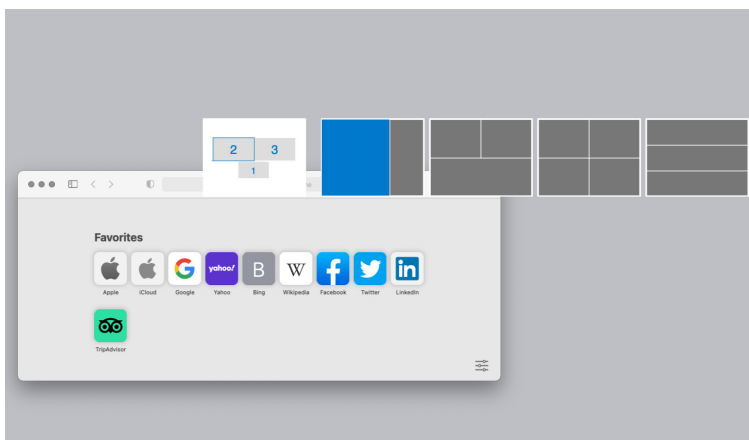 2 3
1
Favorites
yahoo!
B
W
Apple iCloud Google Yahoo Bing Wikipedia Facebook Twitter LinkedIn
TripAdvisor